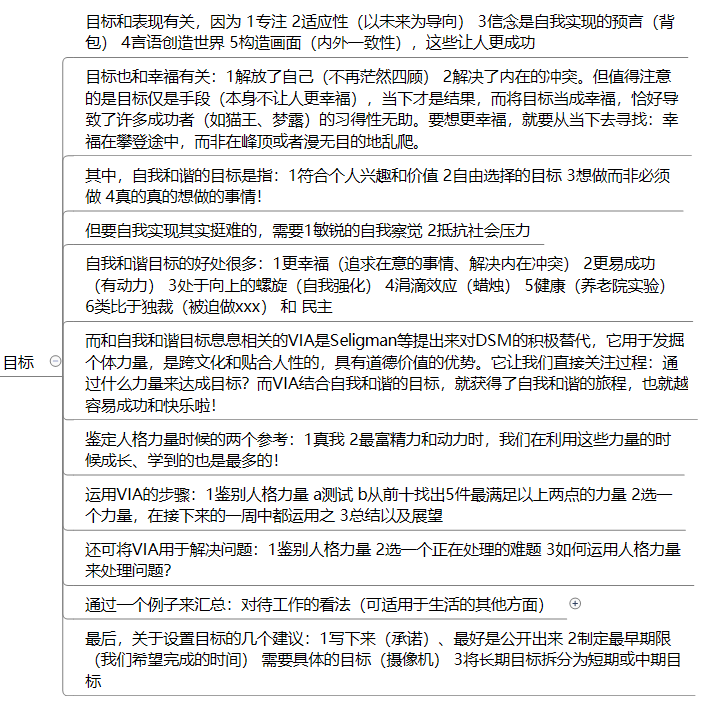 目标和表现有关，因为 1专注 2适应性（以未来为导向） 3信念是自我实现的预言（背
包） 4言语创造世界 5构造画面（内外一致性），这些让人更成功
目标也和幸福有关：1解放了自己（不再茫然四顾） 2解决了内在的冲突。但值得注意
的是目标仅是手段（本身不让人更幸福），当下才是结果，而将目标当成幸福，恰好导
致了许多成功者（如猫王、梦露）的习得性无助。要想更幸福，就要从当下去寻找：幸
福在攀登途中，而非在峰顶或者漫无目的地乱爬。
其中，自我和谐的目标是指：1符合个人兴趣和价值 2自由选择的目标 3想做而非必须
做 4真的真的想做的事情！
但要自我实现其实挺难的，需要1敏锐的自我察觉 2抵抗社会压力
自我和谐目标的好处很多：1更幸福（追求在意的事情、解决内在冲突） 2更易成功
（有动力） 3处于向上的螺旋（自我强化） 4涓滴效应（蜡烛） 5健康（养老院实验）
6类比于独裁（被迫做xxx） 和 民主
目标
而和自我和谐目标息息相关的VIA是Seligman等提出来对DSM的积极替代，它用于发掘
个体力量，是跨文化和贴合人性的，具有道德价值的优势。它让我们直接关注过程：通
过什么力量来达成目标？而VIA结合自我和谐的目标，就获得了自我和谐的旅程，也就越
容易成功和快乐啦！
鉴定人格力量时候的两个参考：1真我 2最富精力和动力时，我们在利用这些力量的时
候成长、学到的也是最多的！
运用VIA的步骤：1鉴别人格力量 a测试 b从前十找出5件最满足以上两点的力量 2选一
个力量，在接下来的一周中都运用之 3总结以及展望
还可将VIA用于解决问题：1鉴别人格力量 2选一个正在处理的难题 3如何运用人格力量
来处理问题？
通过一个例子来汇总：对待工作的看法（可适用于生活的其他方面）
最后，关于设置目标的几个建议：1写下来（承诺）、最好是公开出来 2制定最早期限
（我们希望完成的时间） 需要具体的目标（摄像机） 3将长期目标拆分为短期或中期目
标